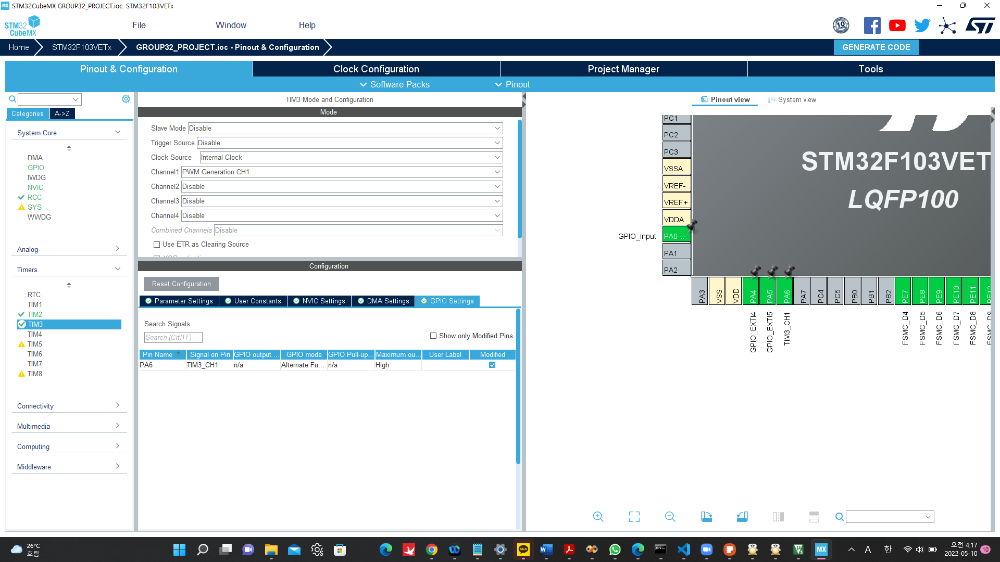 MX STM32CubeMX GROUP32_PROJECT.ioc: STM32F103VETx
STM32
CubeMX
File
Window
Help
10
Home
STM32F103VETx
GROUP32_PROJECT.ioc - Pinout & Configuration
GENERATE CODE
Pinout & Configuration
Clock Configuration
Project Manager
Tools
Software Packs
Pinout
Categories
A->Z
System Core
DMA
GPIO
IWDG
NVIC
RCC
SYS
WWDG
Analog
Timers
RTC
TIM1
TIM2
TIM3
TIM4
TIM5
TIM6
TIM7
TIM8
Connectivity
Multimedia
Computing
Middleware
TIM3 Mode and Configuration
Mode
Slave Mode Disable
Trigger Source Disable
Clock Source Internal Clock
Channel1 PWM Generation CH1
Channel2 Disable
Channel3 Disable
Channel4 Disable
Combined Channels Disable
Use ETR as Clearing Source
Configuration
Reset Configuration
Parameter Settings
User Constants
NVIC Settings
DMA Settings
GPIO Settings
Search Signals
Search (CrtI+F)
Show only Modified Pins
Pin Name
Signal on Pin
GPIO output ...
GPIO mode
GPIO Pull-up...
Maximum ou...
User Label
Modified
PA6
TIM3_CH1
n/a
Alternate Fu...
n/a
High
Pinout view
System view
PC1
PC2
PC3
VSSA
VREF-
VREF+
VDDA
GPIO_Input
PA0-..
PA1
PA2
STM32F103VET
LQFP100
PA3
VSS
VDD
PA4
PA5
PA6
PA7
PC4
PC5
PB0
PB1
PB2
PE7
PE8
PE9
PE10
PE11
PE12
GPIO_EXTI4
GPIO_EXTI5
TIM3_CH1
FSMC_D4
FSMC_D5
FSMC_D6
FSMC_D7
FSMC_D8
FSMC_D9
26°C
흐림
TALK
MX
A
한
오전 4:17
2022-05-10
10